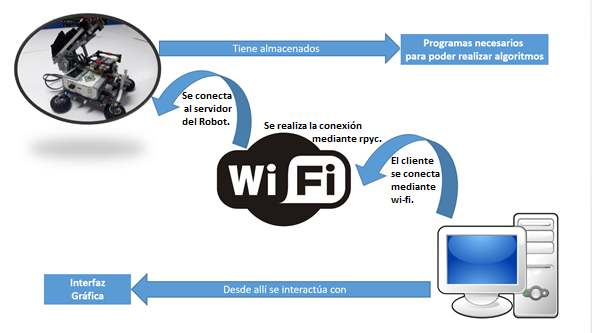 Tiene almacenados
Programas necesarios
para poder realizar algoritmos
Se conecta
al servidor
del Robot.
Se realiza la conexión
mediante rpyc.
Wi Fi
El cliente
se conecta
mediante
wi-fi.
Interfaz
Gráfica
Desde allí se interactúa con